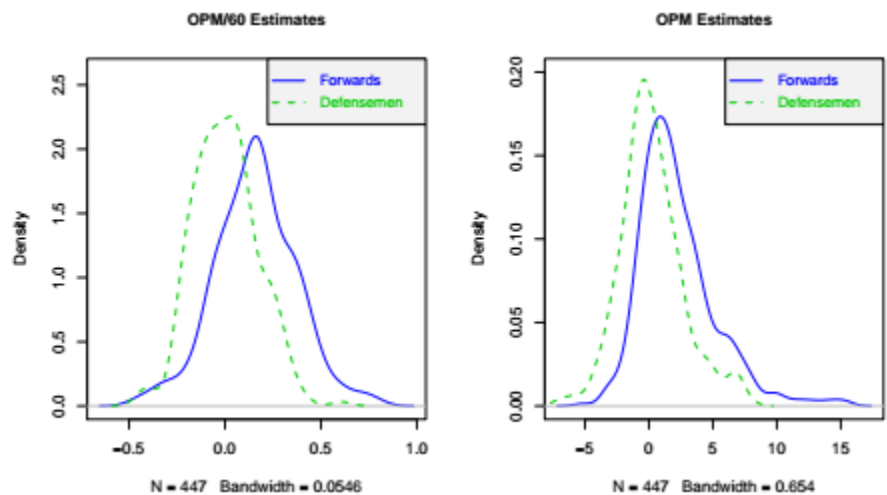 OPM/60 Estimates
Forwards
Defensemen
Density
0.0 0.5 1.0 1.5 2.0 2.5
−0.5 0.0 0.5 1.0
N = 447 Bandwidth = 0.0546
OPM Estimates
Forwards
Defensemen
Density
0.00 0.05 0.10 0.15 0.20
−5 0 5 10 15
N = 447 Bandwidth = 0.654